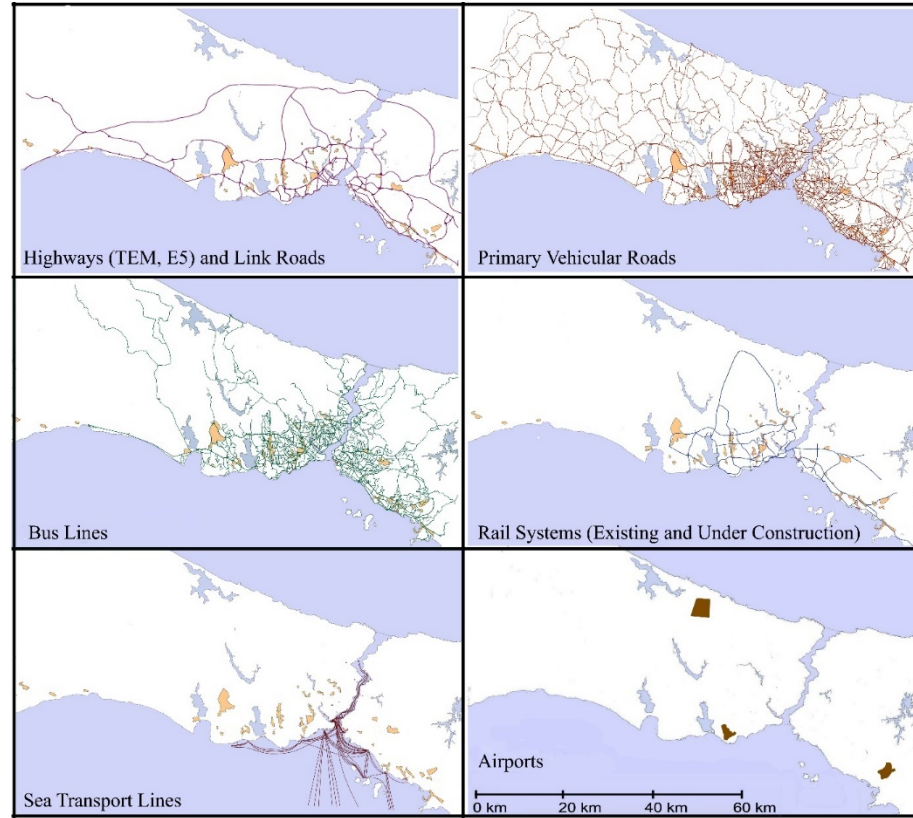 Highways (TEM, E5) and Link Roads
Primary Vehicular Roads
Bus Lines
Rail Systems (Existing and Under Construction)
Sea Transport Lines
Airports
0 km 20 km 40 km 60 km